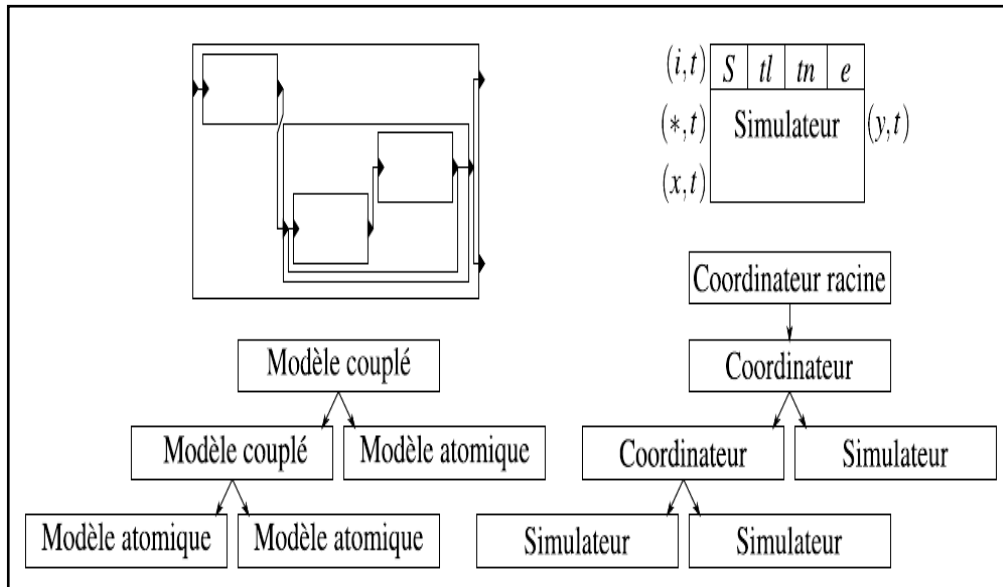 (i,t) S tl tn e
(*,t) Simulateur (y,t)
(x,t)
Coordinateur racine
Modèle couplé
Coordinateur
Modèle couplé
Modèle atomique
Coordinateur
Simulateur
Modèle atomique
Modèle atomique
Simulateur
Simulateur